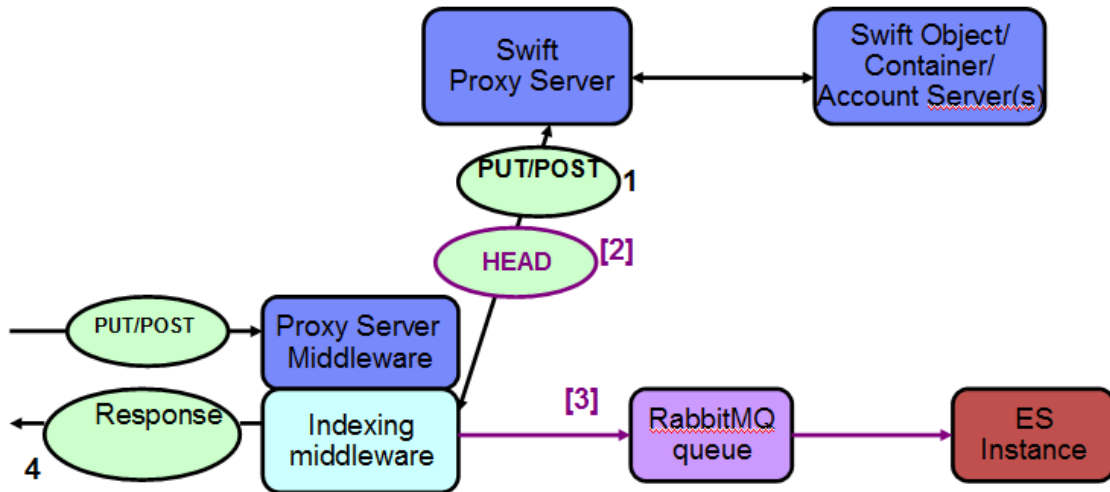 Swift
Proxy Server
Swift Object/
Container/
Account Server(s)
PUT/POST
1
HEAD
[2]
PUT/POST
Proxy Server
Middleware
Response
4
Indexing
middleware
[3]
RabbitMQ
queue
ES
Instance